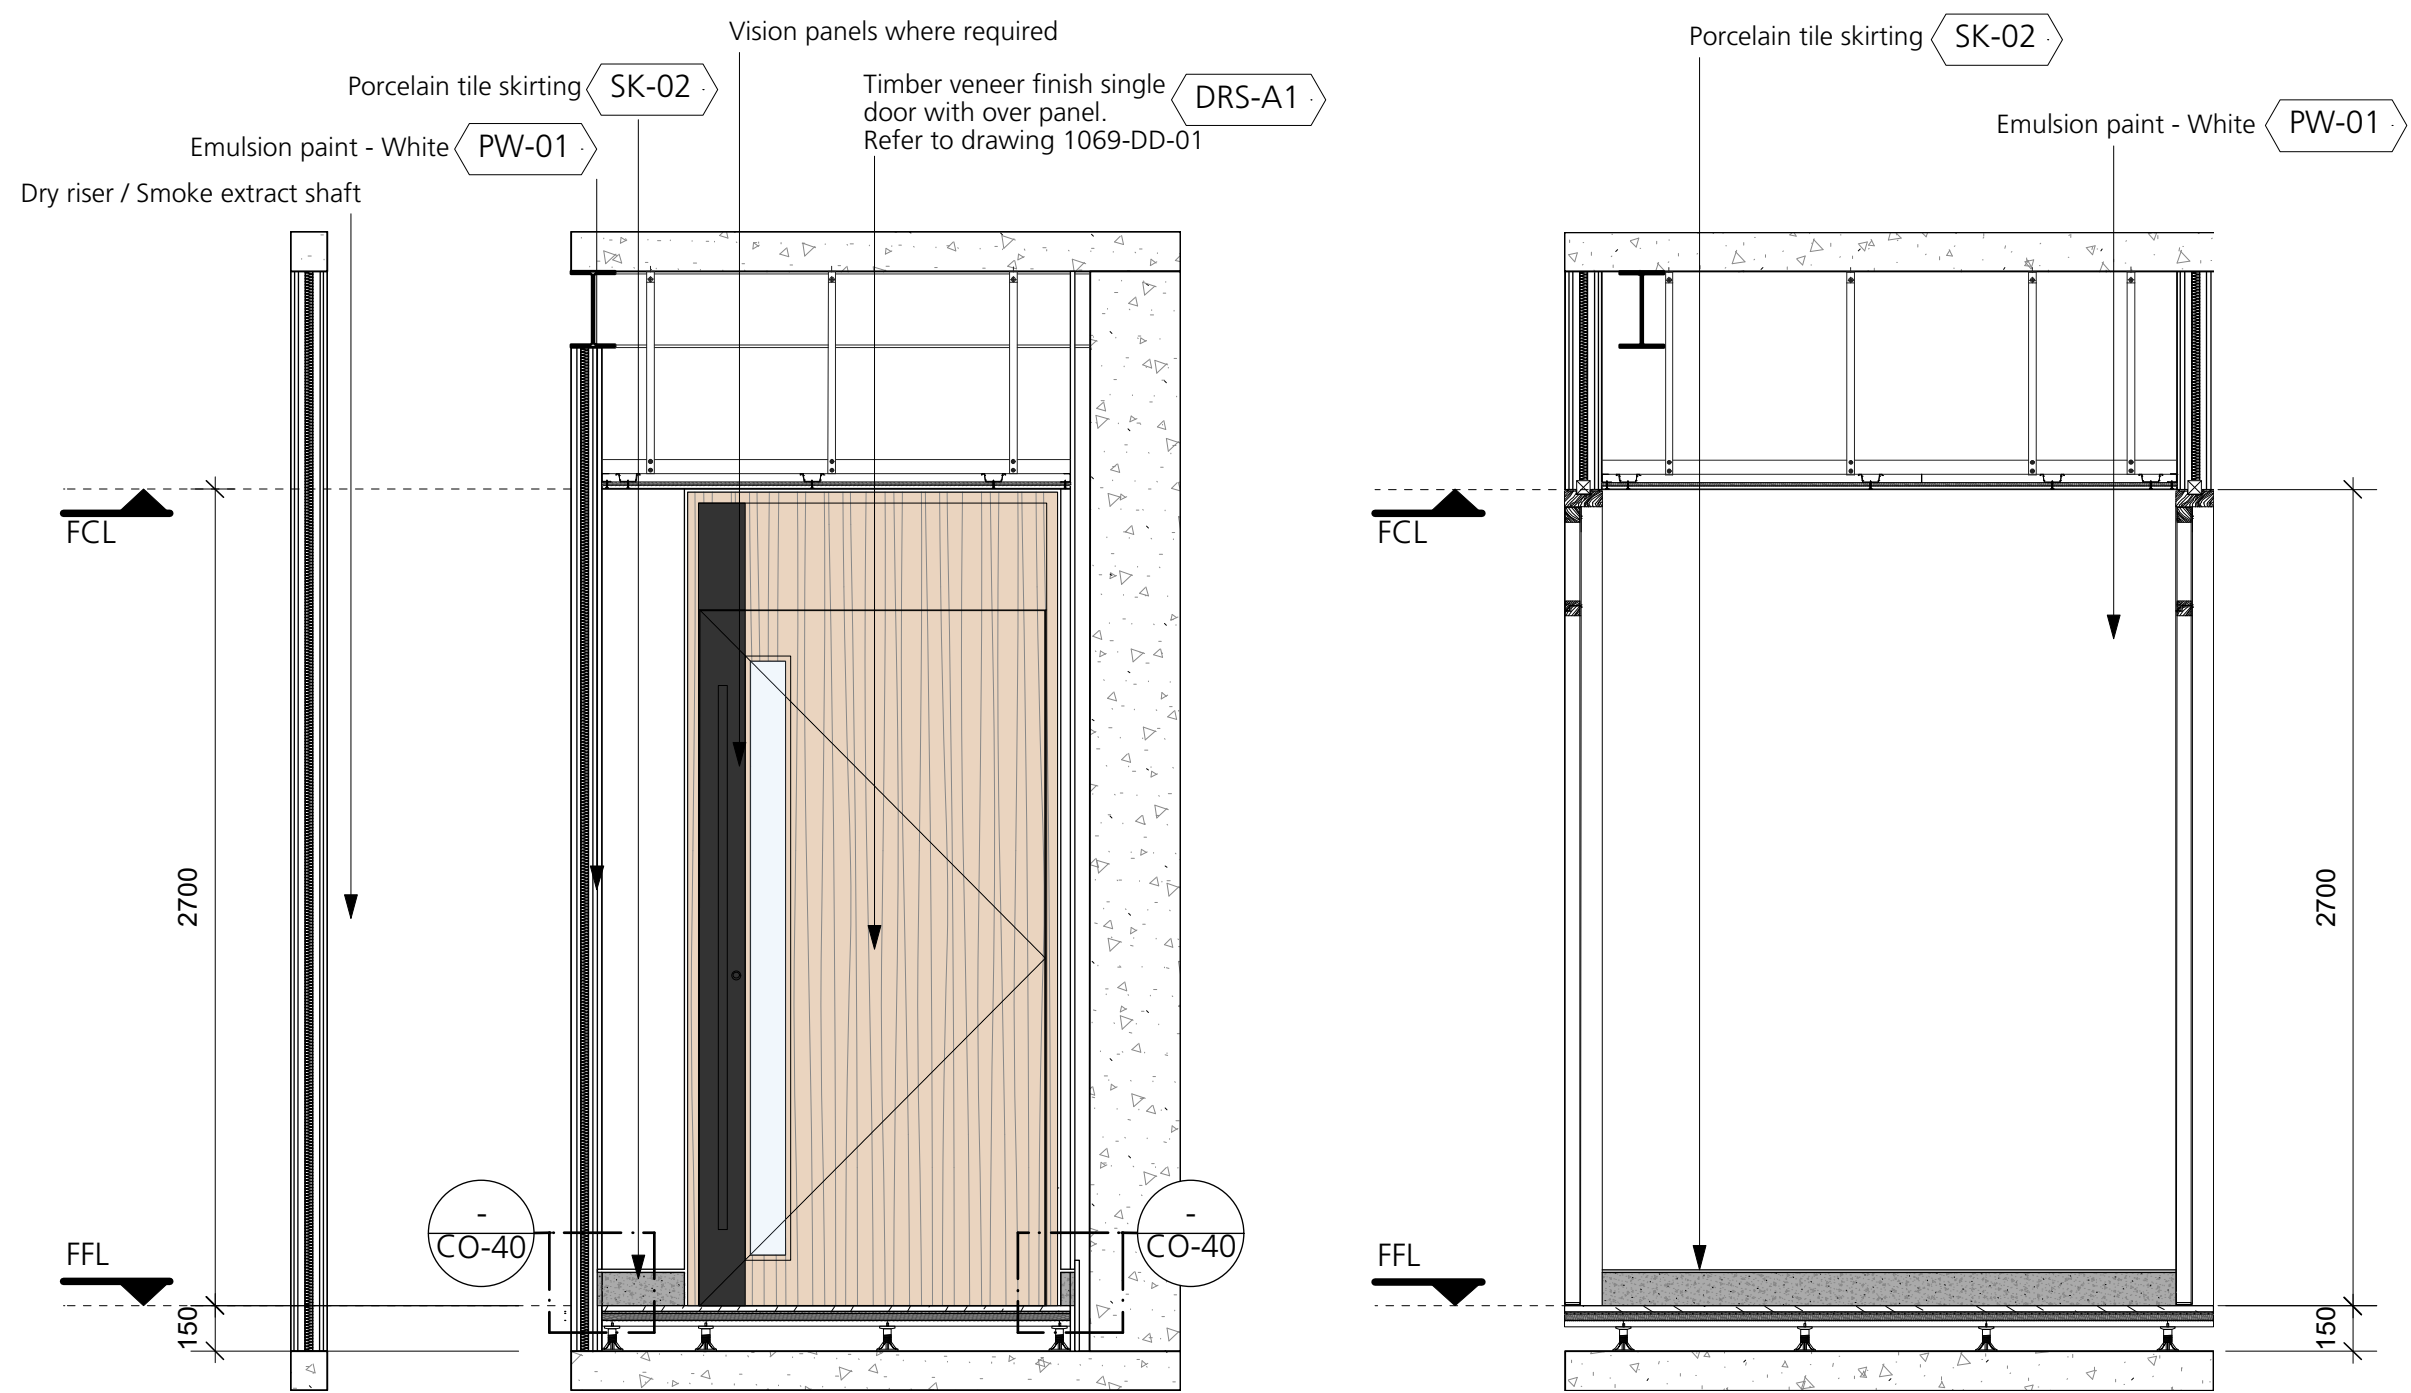 Vision panels where required
Porcelain tile skirting SK-02
Timber veneer finish single
door with over panel.
Refer to drawing 1069-DD-01
DRS-A1
Emulsion paint - White PW-01
Dry riser / Smoke extract shaft
FCL
2700
FFL
150
-
CO-40
-
CO-40
Porcelain tile skirting SK-02
Emulsion paint - White PW-01
FCL
2700
FFL
150